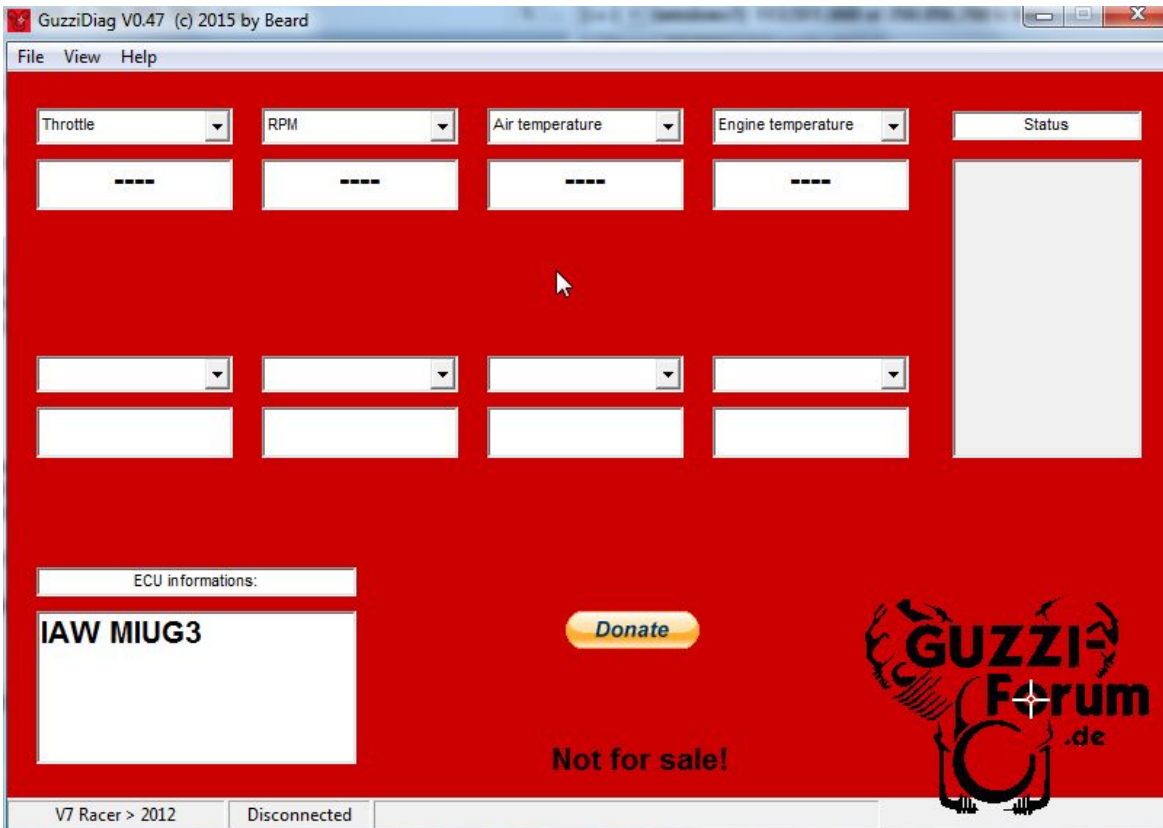 GuzziDiag V0.47 (c) 2015 by Beard
File View Help
Throttle RPM Air temperature Engine temperature Status
---- ---- ---- ----
ECU informations:
IAW MIUG3
Donate
GUZZI-
Forum
.de
Not for sale!
V7 Racer > 2012 Disconnected